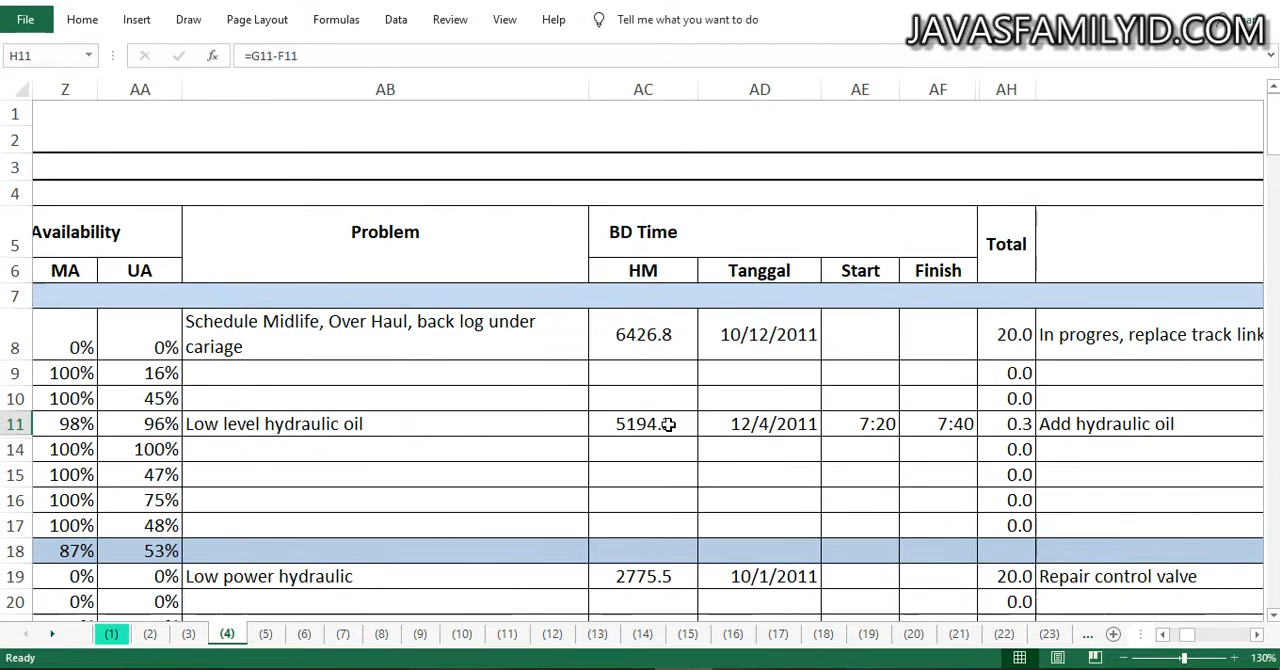 File Home Insert Draw Page Layout Formulas Data Review View Help Tell me what you want to do
JAVASFAMILYID.COM
H11 fx =G11-F11
Z AA AB AC AD AE AF AH
1
2
3
4
5 Availability Problem BD Time Total
6 MA UA HM Tanggal Start Finish
7
Schedule Midlife, Over Haul, back log under
8 0% 0% cariage 6426.8 10/12/2011 20.0 In progres, replace track link
9 100% 16% 0.0
10 100% 45% 0.0
11 98% 96% Low level hydraulic oil 5194. 12/4/2011 7:20 7:40 0.3 Add hydraulic oil
14 100% 100% 0.0
15 100% 47% 0.0
16 100% 75% 0.0
17 100% 48% 0.0
18 87% 53%
19 0% 0% Low power hydraulic 2775.5 10/1/2011 20.0 Repair control valve
20 0% 0% 0.0
(1) (2) (3) (4) (5) (6) (7) (8) (9) (10) (11) (12) (13) (14) (15) (16) (17) (18) (19) (20) (21) (22) (23) ...
Ready 130%